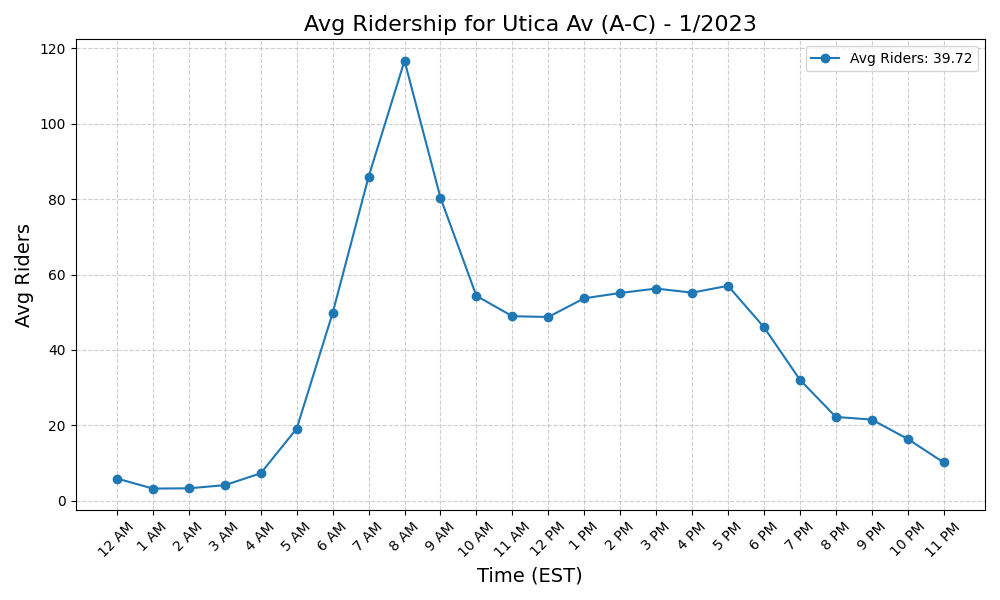 Avg Ridership for Utica Av (A-C) - 1/2023
Avg Riders: 39.72
Avg Riders
120
100
80
60
40
20
0
12 AM
1 AM
2 AM
3 AM
4 AM
5 AM
6 AM
7 AM
8 AM
9 AM
10 AM
11 AM
12 PM
1 PM
2 PM
3 PM
4 PM
5 PM
6 PM
7 PM
8 PM
9 PM
10 PM
11 PM
Time (EST)